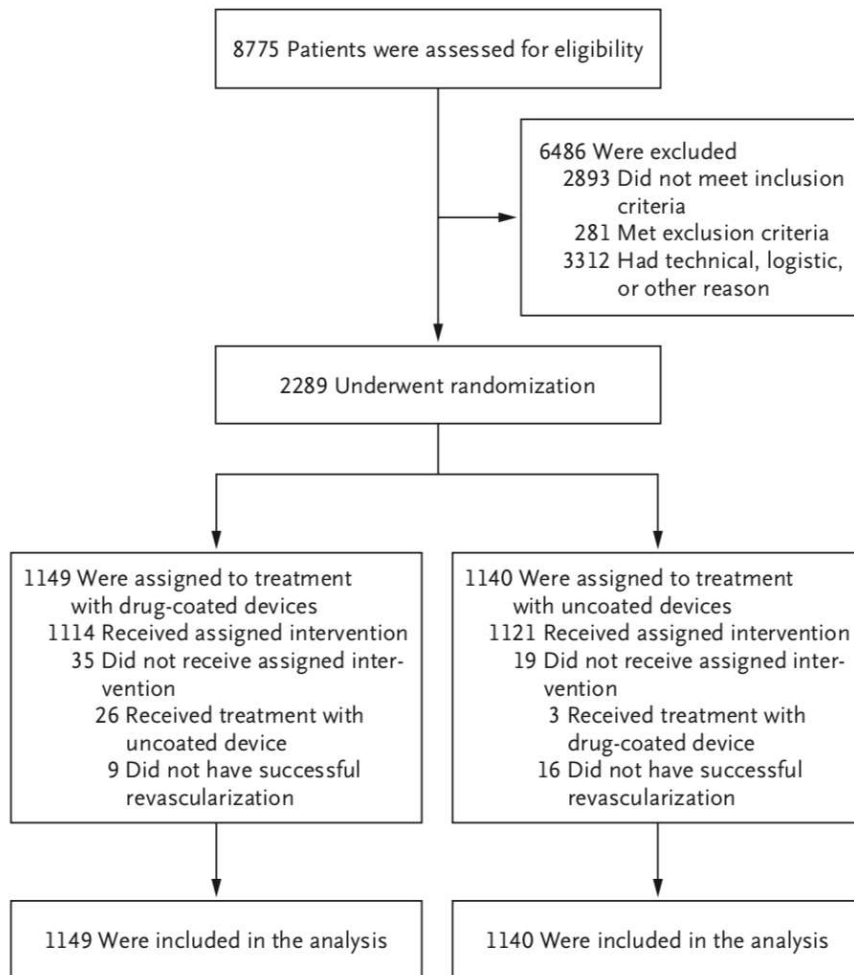 8775 Patients were assessed for eligibility
6486 Were excluded
2893 Did not meet inclusion
criteria
281 Met exclusion criteria
3312 Had technical, logistic,
or other reason
2289 Underwent randomization
1149 Were assigned to treatment
with drug-coated devices
1114 Received assigned intervention
35 Did not receive assigned inter-
vention
26 Received treatment with
uncoated device
9 Did not have successful
revascularization
1140 Were assigned to treatment
with uncoated devices
1121 Received assigned intervention
19 Did not receive assigned inter-
vention
3 Received treatment with
drug-coated device
16 Did not have successful
revascularization
1149 Were included in the analysis
1140 Were included in the analysis